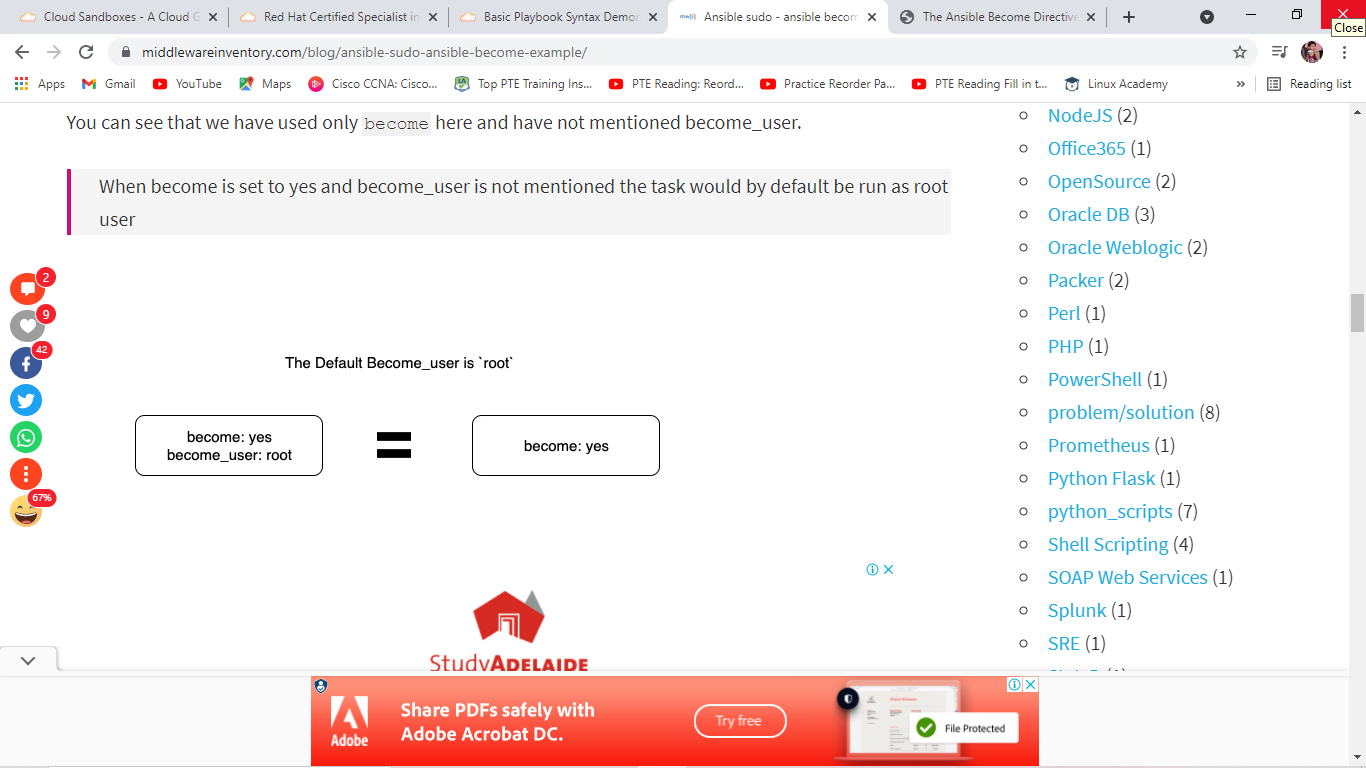 Cloud Sandboxes - A Cloud G
Red Hat Certified Specialist in
Basic Playbook Syntax Demon
Ansible sudo - ansible becom
The Ansible Become Directive
Close
middlewareinventory.com/blog/ansible-sudo-ansible-become-example/
Apps
Gmail
YouTube
Maps
Cisco CCNA: Cisco...
Top PTE Training Ins...
PTE Reading: Reord...
Practice Reorder Pa...
PTE Reading Fill in t...
Linux Academy
»
Reading list
You can see that we have used only become here and have not mentioned become_user.
When become is set to yes and become_user is not mentioned the task would by default be run as root
user
2
9
42
67%
The Default Become_user is `root`
become: yes
become_user: root
=
become: yes
StudyADELAIDE
NodeJS (2)
Office365 (1)
OpenSource (2)
Oracle DB (3)
Oracle Weblogic (2)
Packer (2)
Perl (1)
PHP (1)
PowerShell (1)
problem/solution (8)
Prometheus (1)
Python Flask (1)
python_scripts (7)
Shell Scripting (4)
SOAP Web Services (1)
Splunk (1)
SRE (1)
Adobe
Share PDFs safely with
Adobe Acrobat DC.
Try free
File Protected